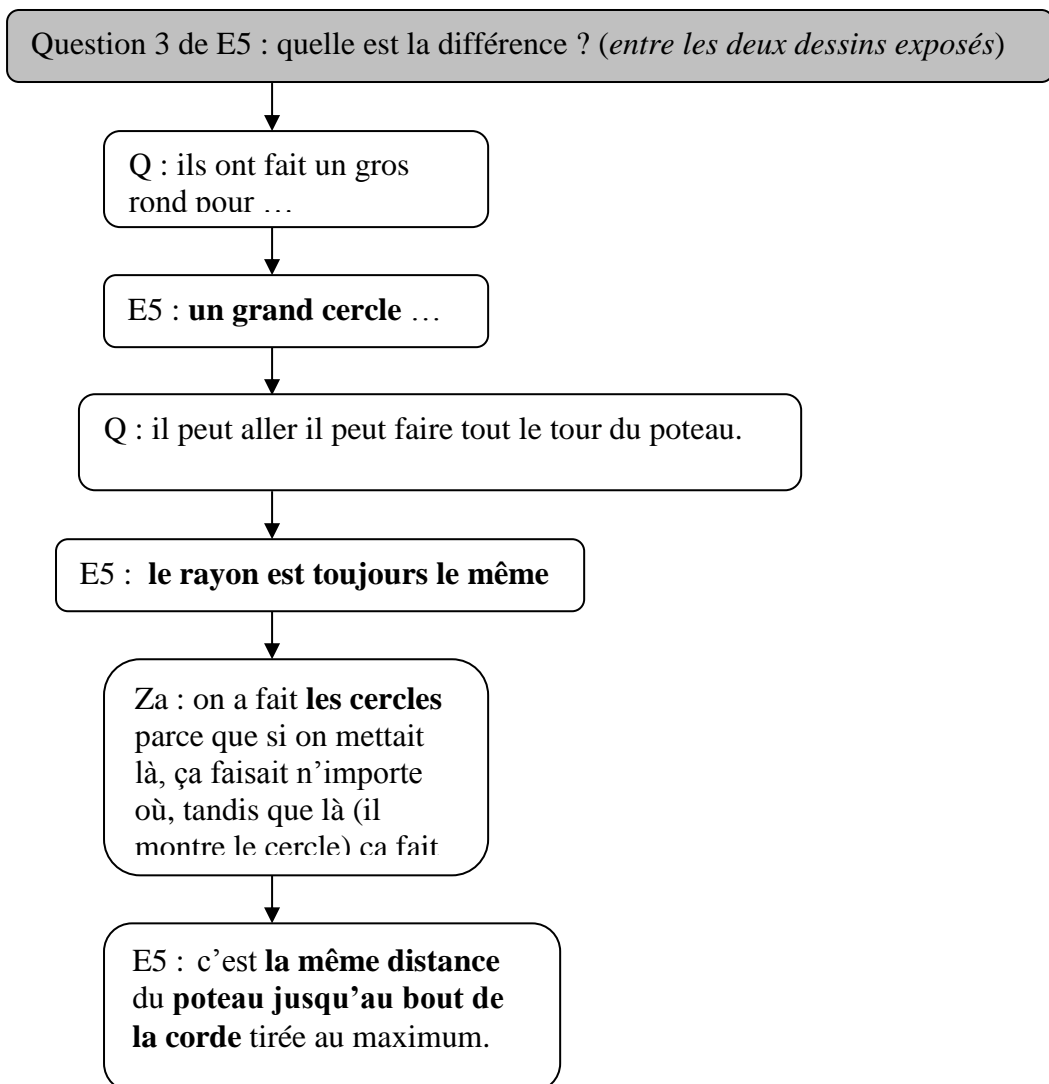 Question 3 de E5 : quelle est la différence ? (entre les deux dessins exposés)
Q : ils ont fait un gros
rond pour …
E5 : un grand cercle …
Q : il peut aller il peut faire tout le tour du poteau.
E5 : le rayon est toujours le même
Za : on a fait les cercles
parce que si on mettait
là, ça faisait n’importe
où, tandis que là (il
montre le cercle) ça fait
E5 : c’est la même distance
du poteau jusqu’au bout de
la corde tirée au maximum.